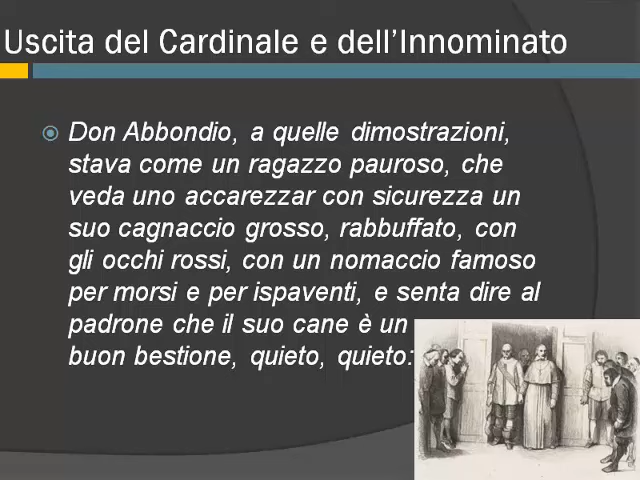 Uscita del Cardinale e dell’Innominato
Don Abbondio, a quelle dimostrazioni,
stava come un ragazzo pauroso, che
veda uno accarezzar con sicurezza un
suo cagnaccio grosso, rabbuffato, con
gli occhi rossi, con un nomaccio famoso
per morsi e per ispaventi, e senta dire al
padrone che il suo cane è un
buon bestione, quieto, quieto: